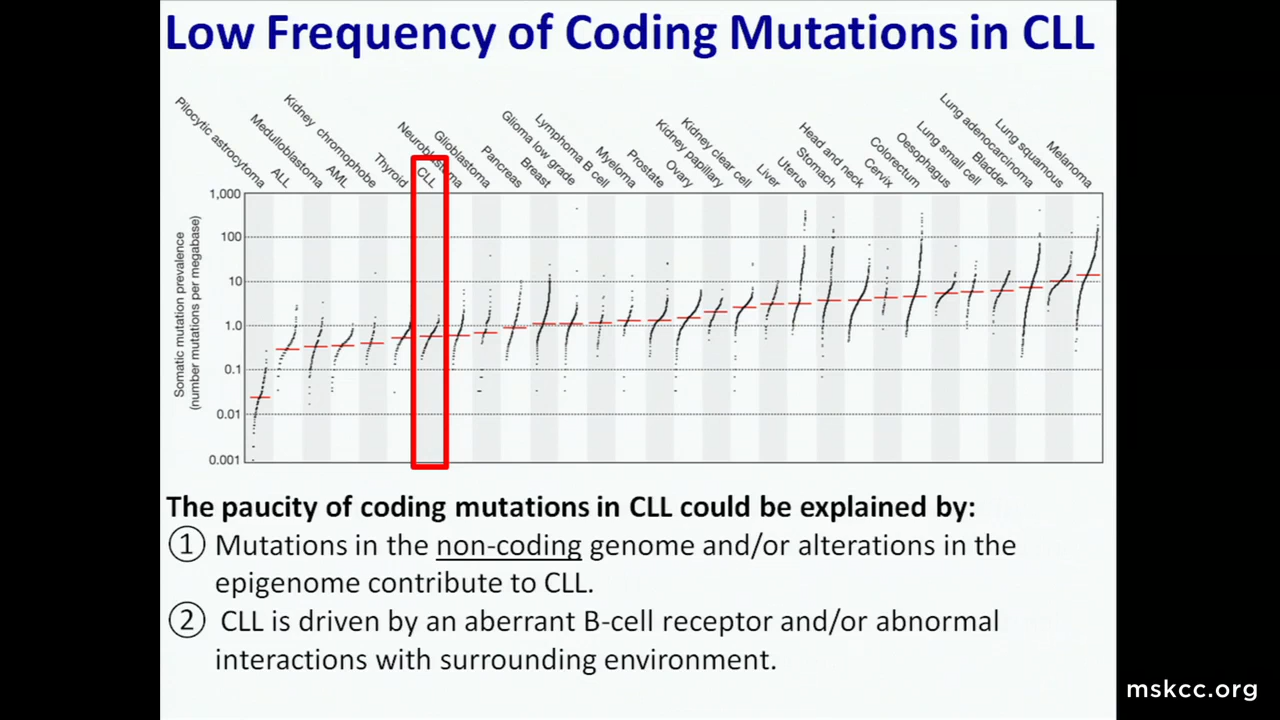 Low Frequency of Coding Mutations in CLL
Pilocytic astrocytoma
ALL
Medulloblastoma
AML
Kidney chromophobe
Thyroid
CLL
Neuroblastoma
Glioblastoma
Pancreas
Breast
Glioma low grade
Lymphoma B cell
Myeloma
Prostate
Ovary
Kidney papillary
Kidney clear cell
Liver
Uterus
Stomach
Head and neck
Cervix
Colorectum
Oesophagus
Lung small cell
Bladder
Lung adenocarcinoma
Lung squamous
Melanoma
Somatic mutation prevalence
(number mutations per megabase)
1,000
100
10
1.0
0.1
0.01
0.001
The paucity of coding mutations in CLL could be explained by:
① Mutations in the non-coding genome and/or alterations in the
epigenome contribute to CLL.
② CLL is driven by an aberrant B-cell receptor and/or abnormal
interactions with surrounding environment.
mskcc.org